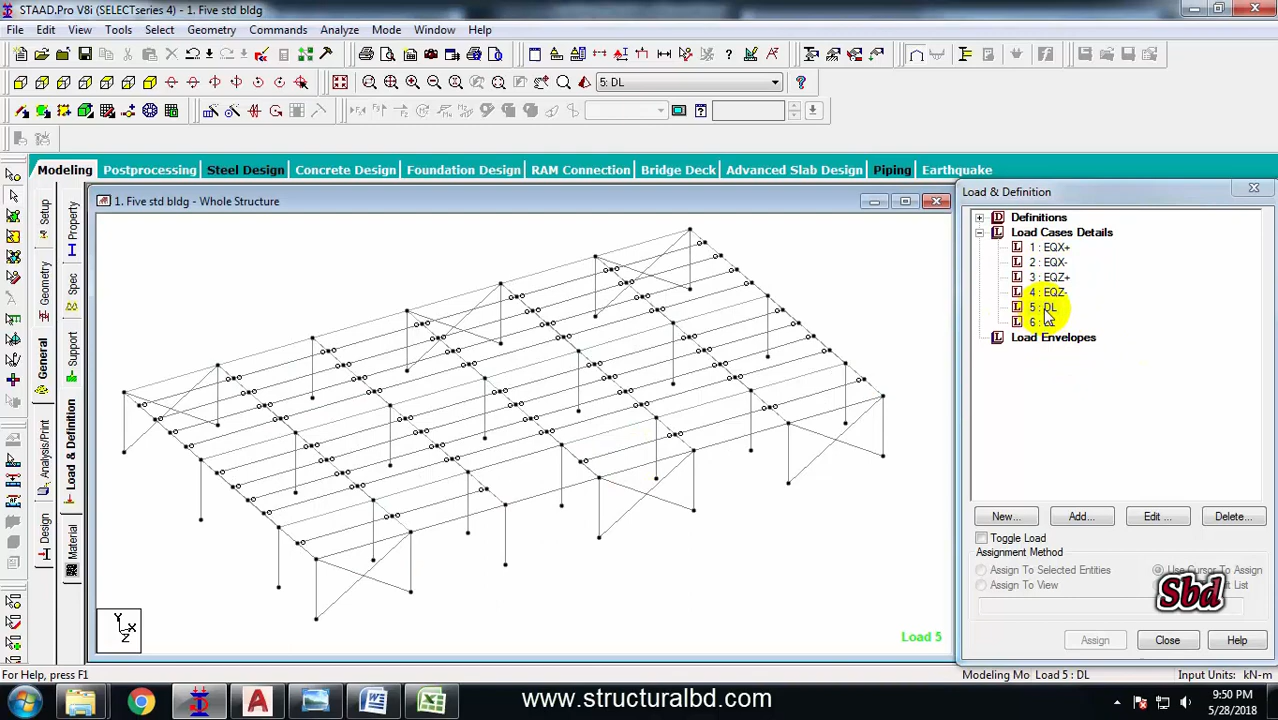 STAAD.Pro V8i (SELECTseries 4) - 1. Five std bldg
File Edit View Tools Select Geometry Commands Analyze Mode Window Help
5: DL
Modeling Postprocessing Steel Design Concrete Design Foundation Design RAM Connection Bridge Deck Advanced Slab Design Piping Earthquake
1. Five std bldg - Whole Structure
Load & Definition
Definitions
Load Cases Details
1 : EQX+
2 : EQX-
3 : EQZ+
4 : EQZ-
5 : DL
6 :
Load Envelopes
Setup
Geometry
General
Analysis/Print
Design
Property
Spec
Support
Load & Definition
Material
New...
Add...
Edit ...
Delete...
Toggle Load
Assignment Method
Assign To Selected Entities
Use Cursor To Assign
Assign To View
t List
Sbd
Assign
Close
Help
Y
X
Z
Load 5
For Help, press F1
Modeling Mo
Load 5 : DL
Input Units:
kN-m
www.structuralbd.com
9:50 PM
5/28/2018